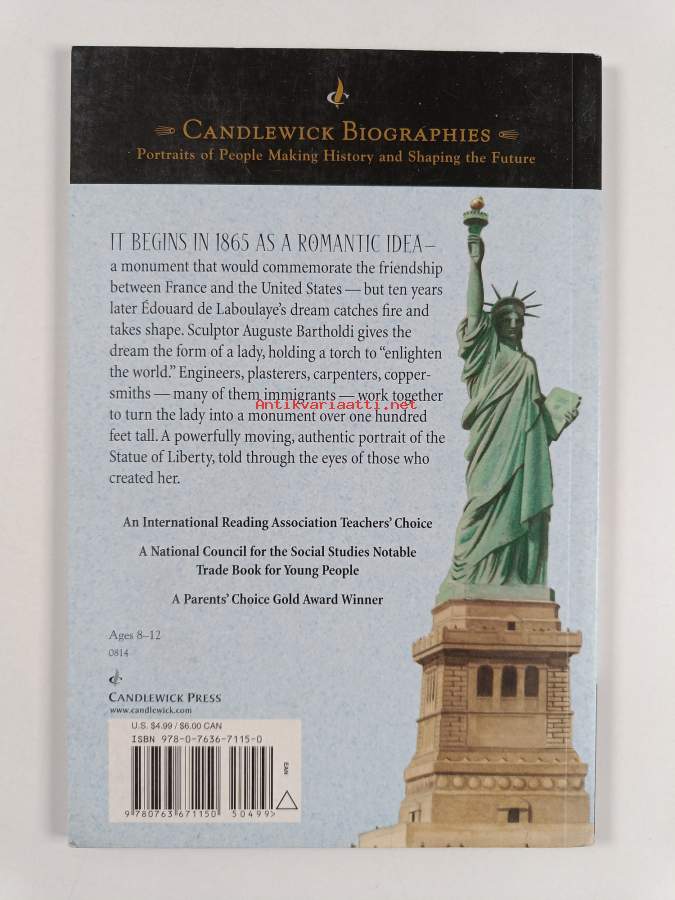 CANDLEWICK BIOGRAPHIES
Portraits of People Making History and Shaping the Future
IT BEGINS IN 1865 AS A ROMANTIC IDEA—
a monument that would commemorate the friendship
between France and the United States — but ten years
later Édouard de Laboulaye's dream catches fire and
takes shape. Sculptor Auguste Bartholdi gives the
dream the form of a lady, holding a torch to “enlighten
the world.” Engineers, plasterers, carpenters, copper-
smiths — many of them immigrants — work together
Antikvariaatti.net
to turn the lady into a monument over one hundred
feet tall. A powerfully moving, authentic portrait of the
Statue of Liberty, told through the eyes of those who
created her.
An International Reading Association Teachers' Choice
A National Council for the Social Studies Notable
Trade Book for Young People
A Parents' Choice Gold Award Winner
Ages 8–12
0814
CANDLEWICK PRESS
www.candlewick.com
U.S. $4.99 / $6.00 CAN
ISBN 978-0-7636-7115-0
EAN
9 780763 671150 50499>